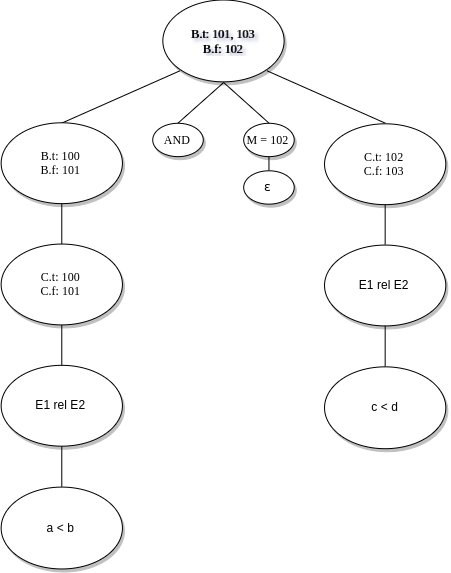 B.t: 101, 103
B.f: 102
B.t: 100
B.f: 101
AND
M = 102
C.t: 102
C.f: 103
ε
C.t: 100
C.f: 101
E1 rel E2
E1 rel E2
c < d
a < b